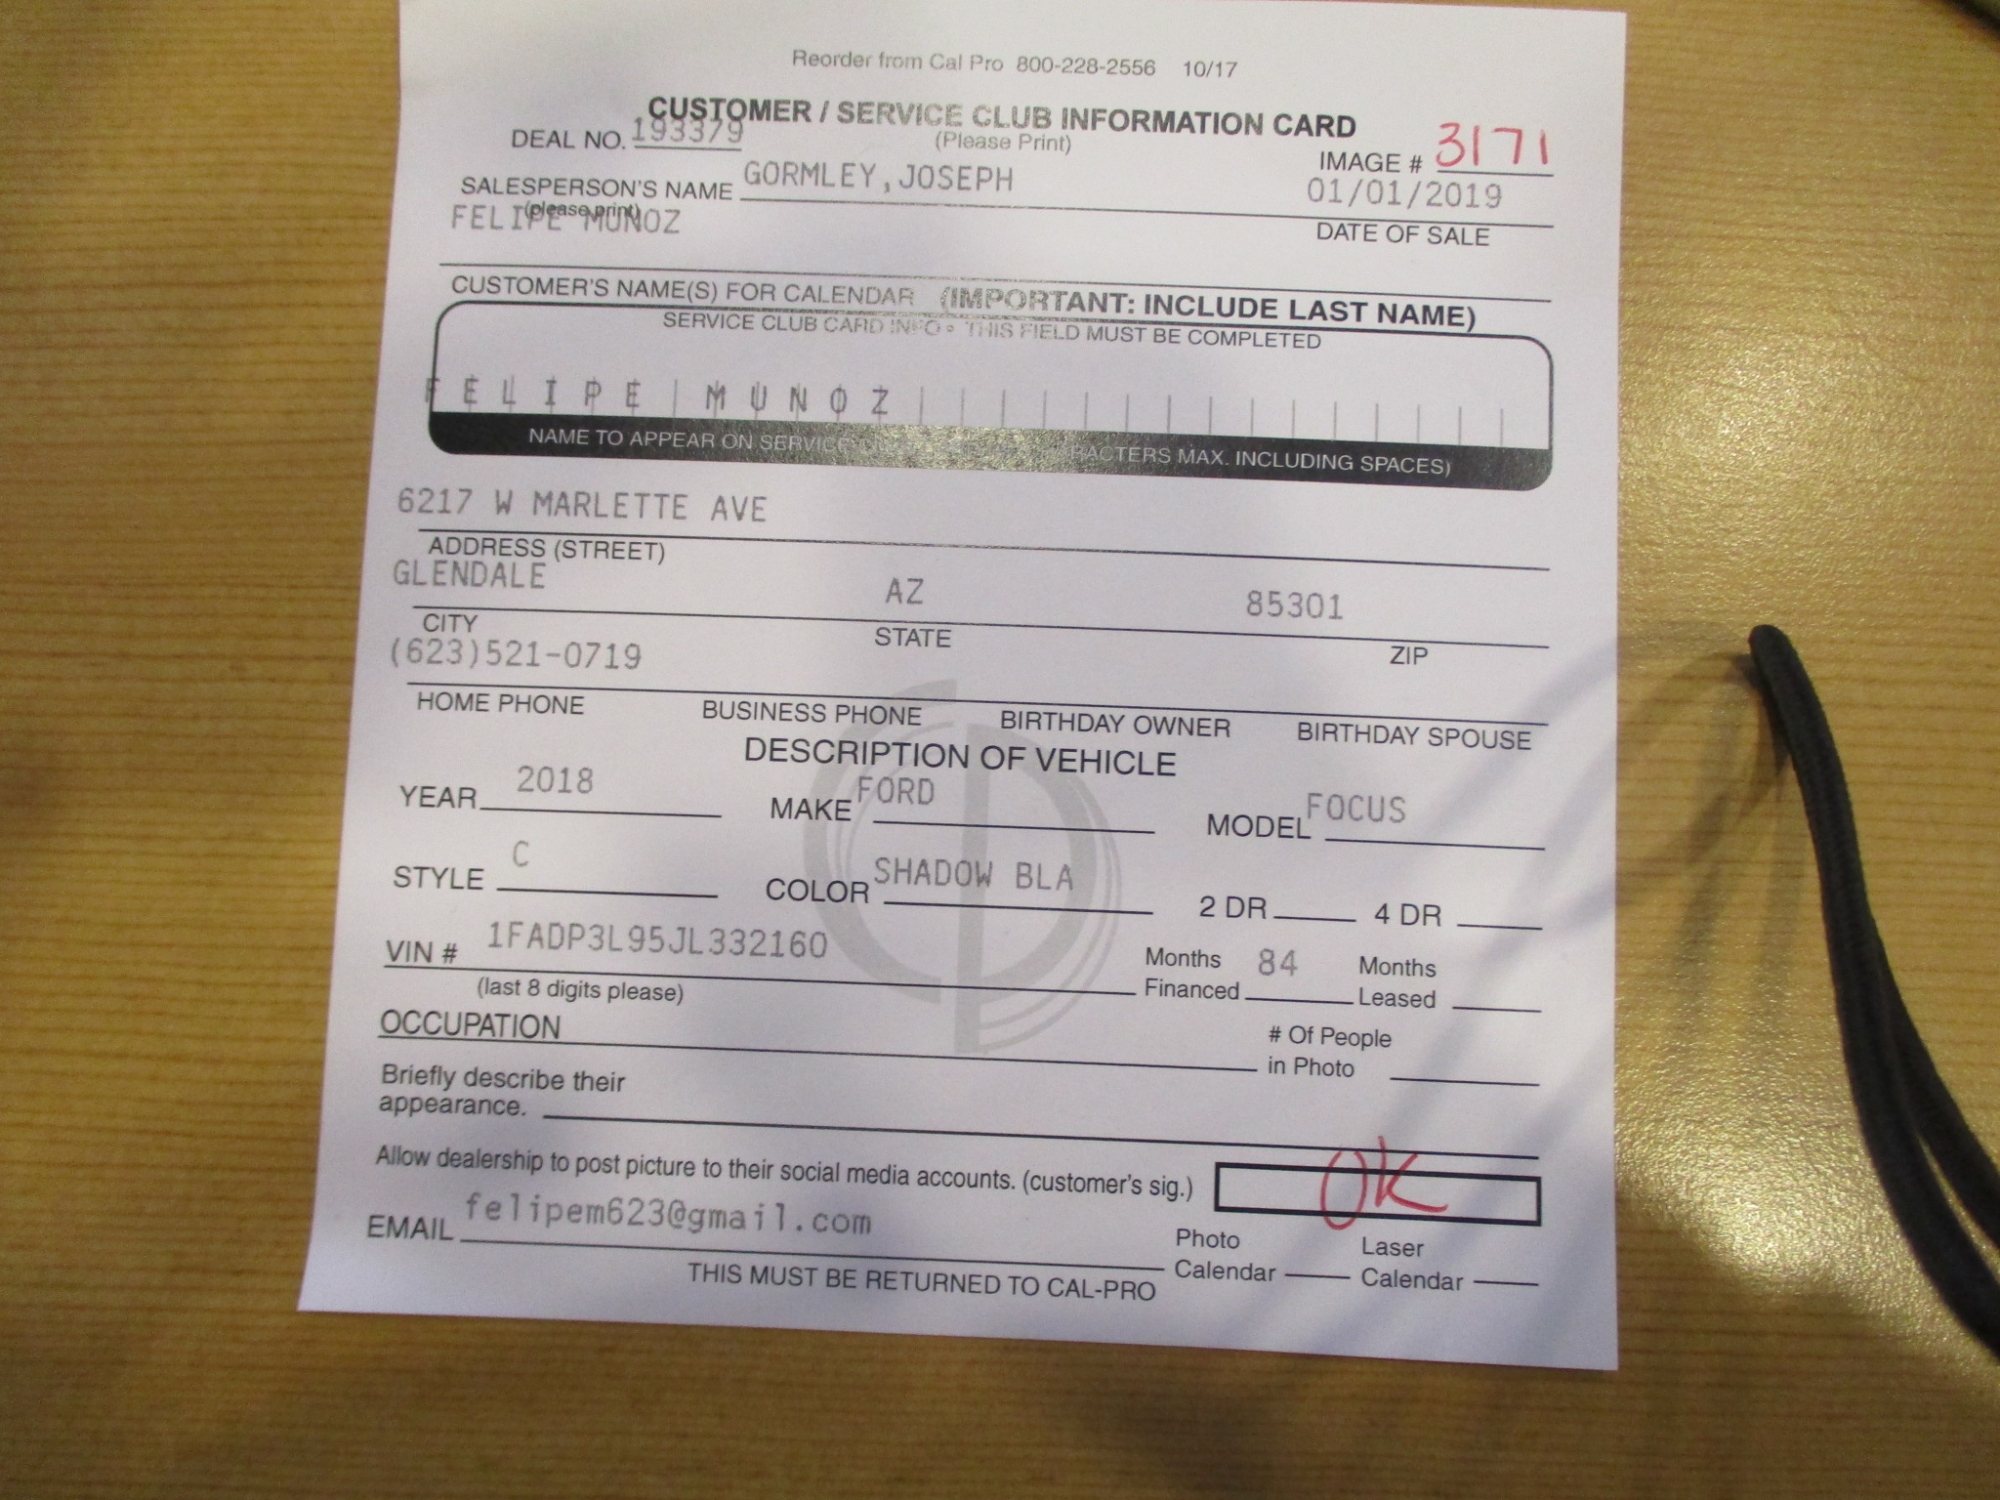 Reorder from Cal Pro 800-228-2556 10/17
CUSTOMER / SERVICE CLUB INFORMATION CARD
(Please Print)
DEAL NO. 193379
IMAGE # 3171
SALESPERSON'S NAME GORMLEY,JOSEPH
(please print)
01/01/2019
DATE OF SALE
FELIPE MUNOZ
CUSTOMER'S NAME(S) FOR CALENDAR (IMPORTANT: INCLUDE LAST NAME)
SERVICE CLUB CARD INFO • THIS FIELD MUST BE COMPLETED
FELIPE MUNOZ
NAME TO APPEAR ON SERVICE MAX. INCLUDING SPACES)
6217 W MARLETTE AVE
ADDRESS (STREET)
GLENDALE AZ 85301
CITY STATE ZIP
(623)521-0719
HOME PHONE BUSINESS PHONE BIRTHDAY OWNER BIRTHDAY SPOUSE
DESCRIPTION OF VEHICLE
YEAR 2018 MAKE FORD MODEL FOCUS
STYLE C COLOR SHADOW BLA 2 DR 4 DR
VIN # 1FADP3L95JL332160 Months Financed 84 Months Leased
(last 8 digits please)
OCCUPATION # Of People in Photo
Briefly describe their
appearance.
Allow dealership to post picture to their social media accounts. (customer's sig.) OK
EMAIL felipem623@gmail.com Photo Calendar Laser Calendar
THIS MUST BE RETURNED TO CAL-PRO